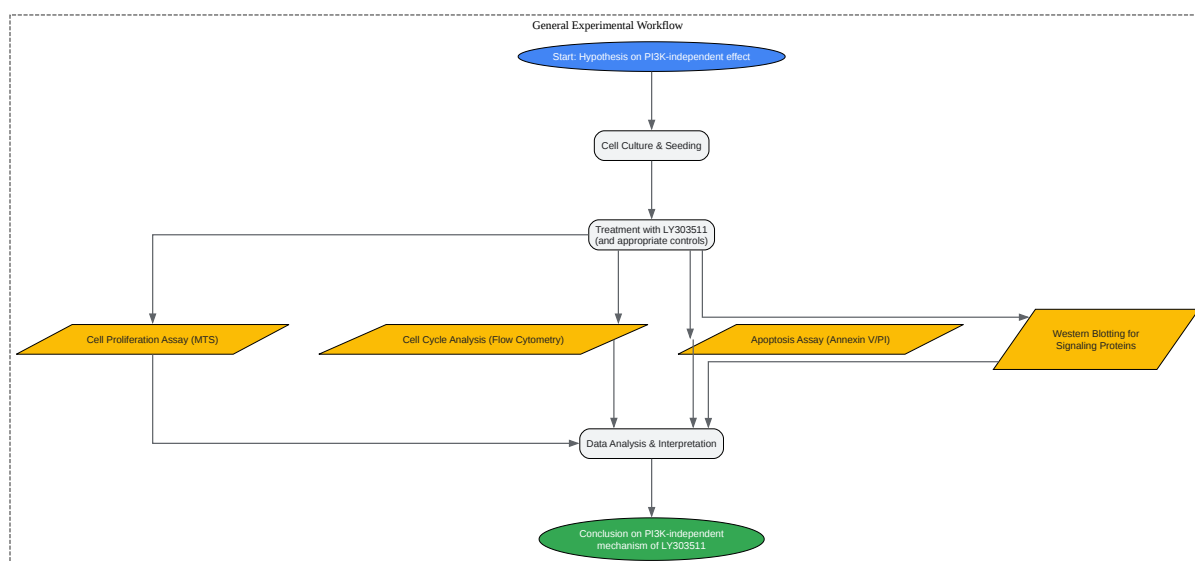 General Experimental Workflow
Start: Hypothesis on PI3K-independent effect
Cell Culture & Seeding
Treatment with LY303511
(and appropriate controls)
Cell Proliferation Assay (MTS)
Cell Cycle Analysis (Flow Cytometry)
Apoptosis Assay (Annexin V/PI)
Western Blotting for
Signaling Proteins
Data Analysis & Interpretation
Conclusion on PI3K-independent
mechanism of LY303511